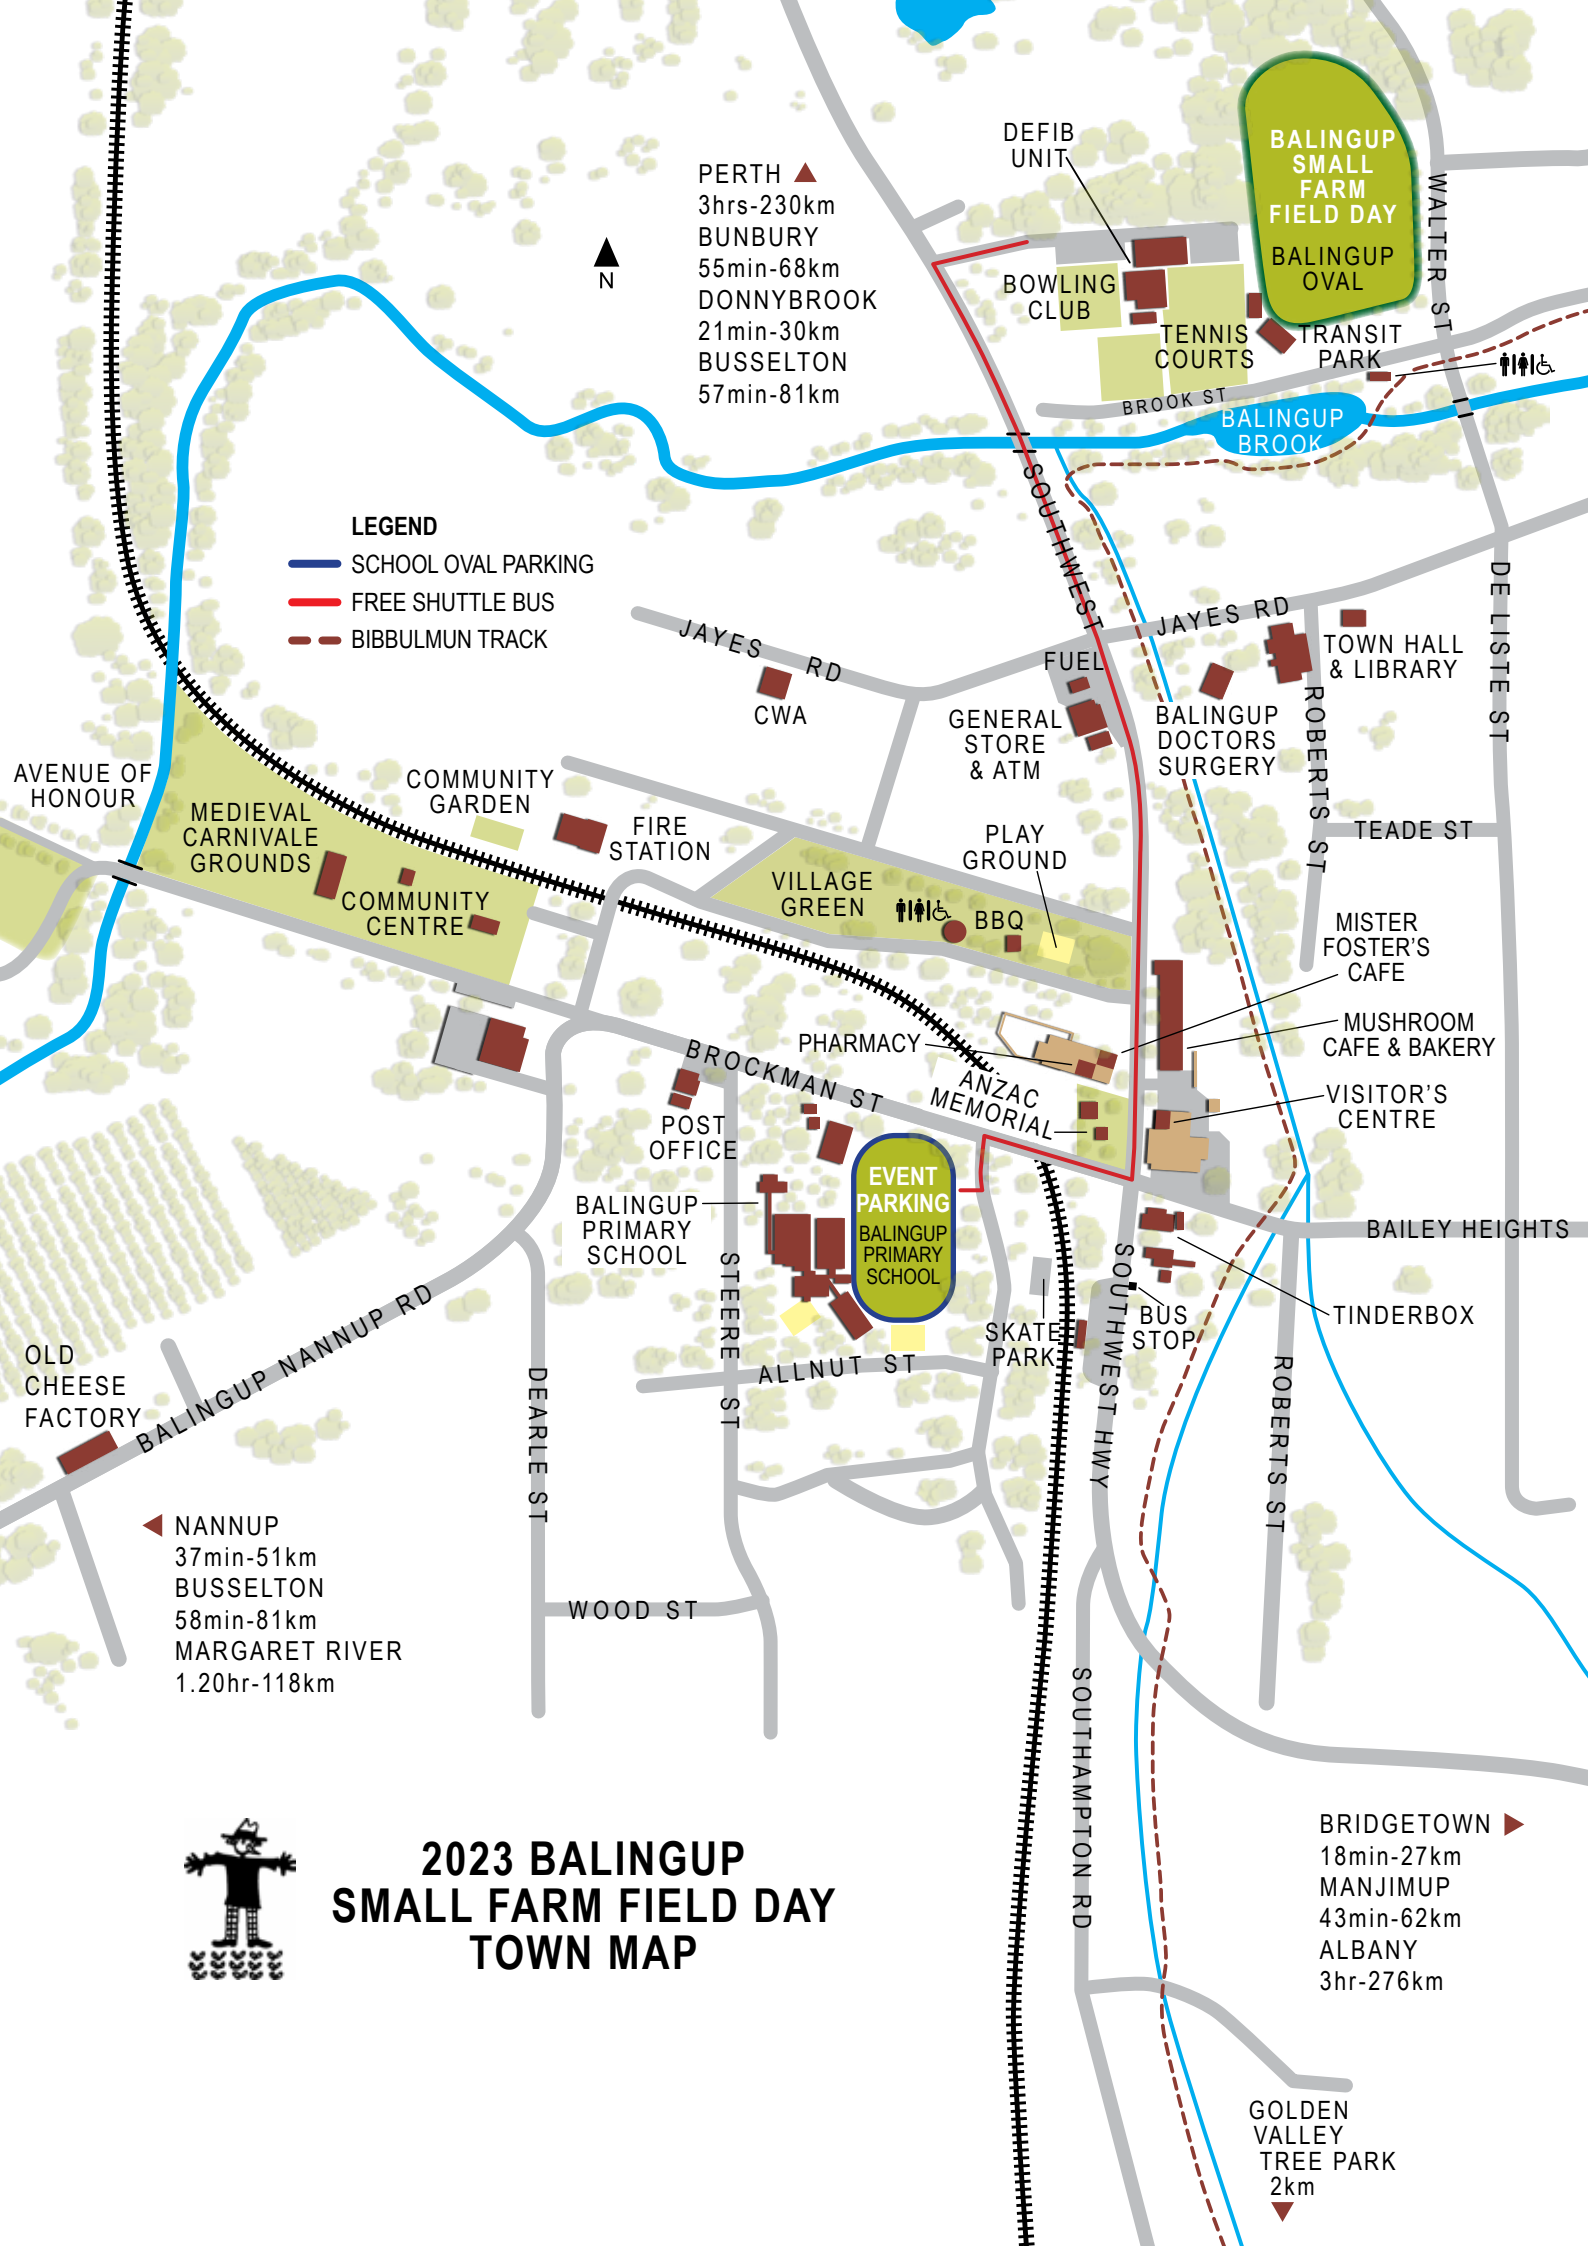 DEFIB
UNIT
BALINGUP
SMALL
FARM
FIELD DAY
BALINGUP
OVAL
WALTER ST
PERTH
3hrs-230km
BUNBURY
55min-68km
DONNYBROOK
21min-30km
BUSSELTON
57min-81km
N
BOWLING
CLUB
TENNIS
COURTS
TRANSIT
PARK
BROOK ST
BALINGUP
BROOK
SOUTHWEST
LEGEND
SCHOOL OVAL PARKING
FREE SHUTTLE BUS
BIBBULMUN TRACK
JAYES RD
JAYES RD
DE LISTE ST
TOWN HALL
& LIBRARY
FUEL
CWA
GENERAL
STORE
& ATM
BALINGUP
DOCTORS
SURGERY
ROBERTS ST
TEADE ST
AVENUE OF
HONOUR
MEDIEVAL
CARNIVALE
GROUNDS
COMMUNITY
GARDEN
FIRE
STATION
COMMUNITY
CENTRE
PLAY
GROUND
VILLAGE
GREEN
BBQ
MISTER
FOSTER'S
CAFE
MUSHROOM
CAFE & BAKERY
PHARMACY
VISITOR'S
CENTRE
ANZAC
MEMORIAL
BROCKMAN ST
POST
OFFICE
EVENT
PARKING
BALINGUP
PRIMARY
SCHOOL
BALINGUP
PRIMARY
SCHOOL
BAILEY HEIGHTS
STEERE ST
SKATE
PARK
BUS
STOP
TINDERBOX
SOUTHWEST HWY
ALLNUT ST
ROBERTS ST
OLD
CHEESE
FACTORY
BALINGUP NANNUP RD
DEARLE ST
WOOD ST
NANNUP
37min-51km
BUSSELTON
58min-81km
MARGARET RIVER
1.20hr-118km
SOUTHAMPTON RD
2023 BALINGUP
SMALL FARM FIELD DAY
TOWN MAP
BRIDGETOWN
18min-27km
MANJIMUP
43min-62km
ALBANY
3hr-276km
GOLDEN
VALLEY
TREE PARK
2km